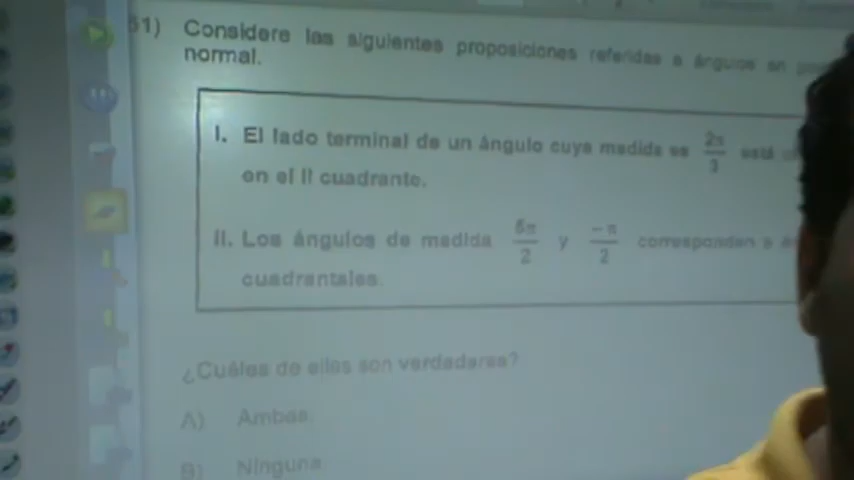 51) Considere las siguientes proposiciones referidas a ángulos en
normal.
I. El lado terminal de un ángulo cuya medida es 2π/3 está
en el II cuadrante.
II. Los ángulos de medida 5π/2 y -π/2 corresponden a
cuadrantales.
¿Cuáles de ellas son verdaderas?
A) Ambas.
B) Ninguna